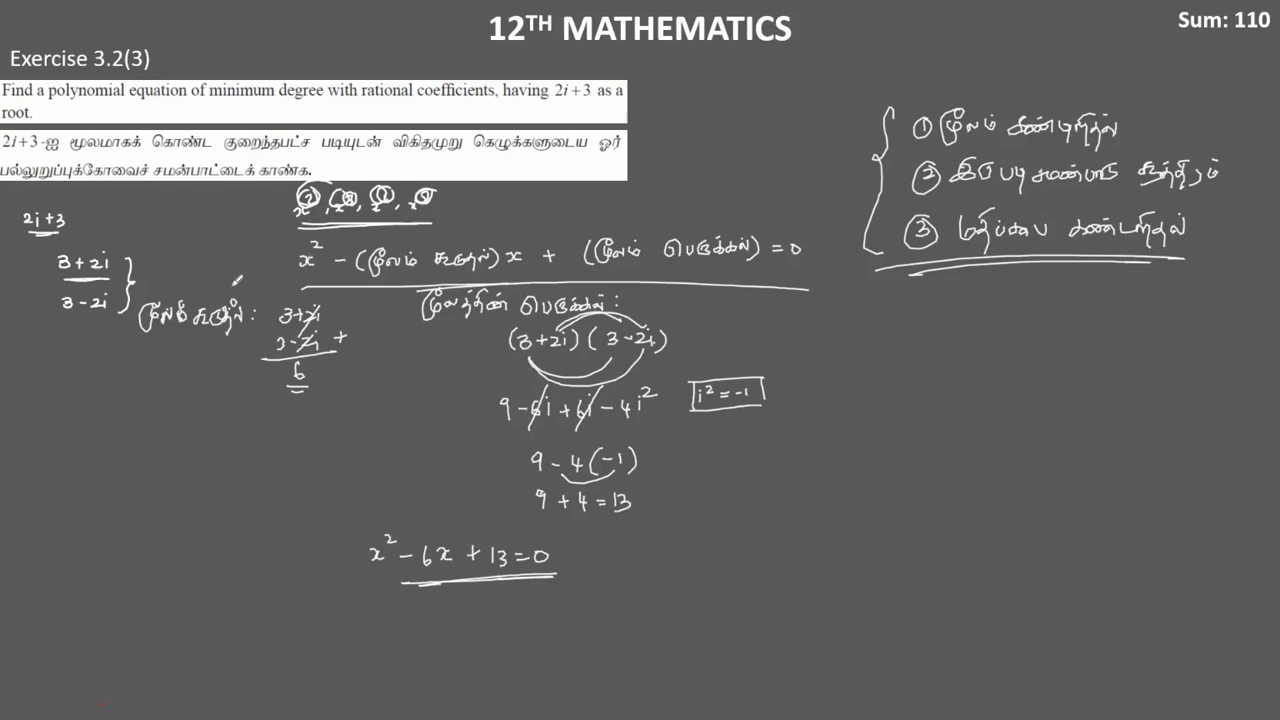 12TH MATHEMATICS
Sum: 110
Exercise 3.2(3)
Find a polynomial equation of minimum degree with rational coefficients, having 2i+3 as a
root.
2i+3-ஐ மூலமாகக் கொண்ட குறைந்தபட்ச படியுடன் விகிதமுறு கெழுக்களுடைய ஓர்
பல்லுறுப்புக்கோவைச் சமன்பாட்டைக் காண்க.
① மூலம் கண்டறிதல்
② இருபடி சமன்பாடு சூத்திரம்
③ மதிப்பை கண்டறிதல்
2i+3
3+2i
3-2i
x² - (மூலம் கூடுதல்) x + (மூலம் பெருக்கல்) = 0
மூலம் கூடுதல் :
3+2i
3-2i +
6
மூலத்தின் பெருக்கல் :
(3+2i) (3-2i)
9 - 6i + 6i - 4i²
i² = -1
9 - 4(-1)
9 + 4 = 13
x² - 6x + 13 = 0